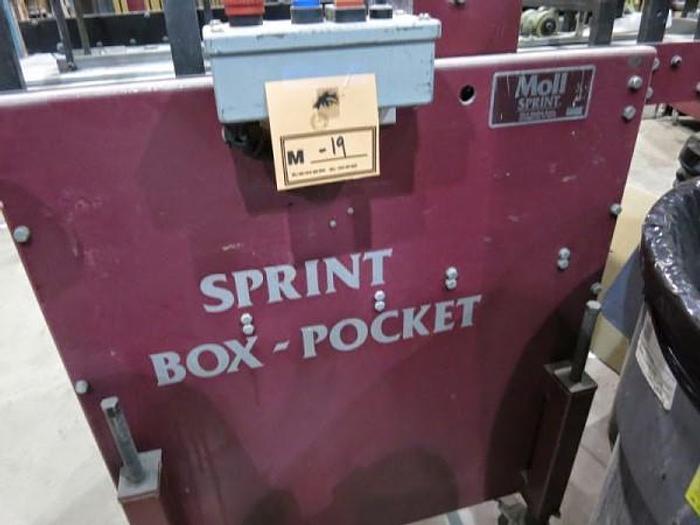 Moll
SPRINT
M -19
SPRINT
BOX - POCKET